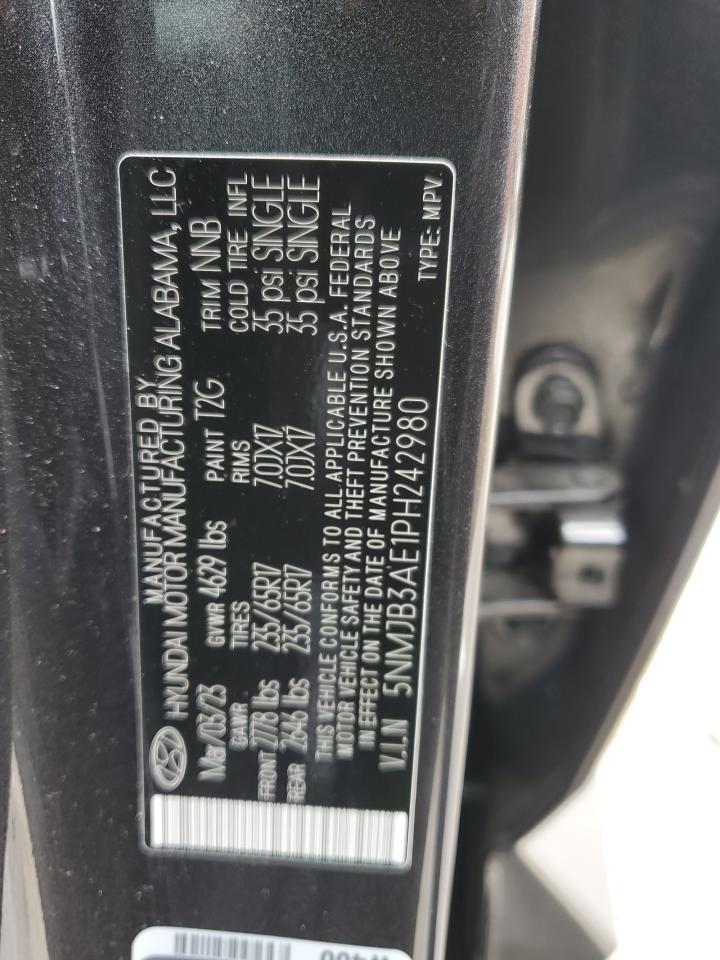 MANUFACTURED BY
HYUNDAI MOTOR MANUFACTURING ALABAMA, LLC
Mar/03/23 GVWR 4629 lbs PAINT T2G TRIM NNB
GAWR TIRES RIMS COLD TIRE INFL
FRONT 2778 lbs 235/65R17 7.0JX17 35 psi SINGLE
REAR 2646 lbs 235/65R17 7.0JX17 35 psi SINGLE
THIS VEHICLE CONFORMS TO ALL APPLICABLE U.S.A. FEDERAL
MOTOR VEHICLE SAFETY AND THEFT PREVENTION STANDARDS
IN EFFECT ON THE DATE OF MANUFACTURE SHOWN ABOVE
V.I.N 5NMJB3AE1PH242980 TYPE: MPV